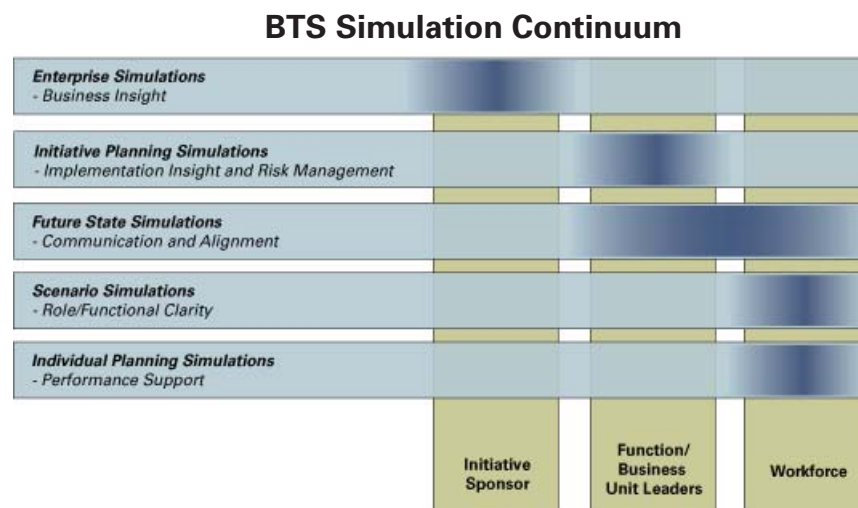 BTS Simulation Continuum
Enterprise Simulations
- Business Insight
Initiative Planning Simulations
- Implementation Insight and Risk Management
Future State Simulations
- Communication and Alignment
Scenario Simulations
- Role/Functional Clarity
Individual Planning Simulations
- Performance Support
Initiative
Sponsor
Function/
Business
Unit Leaders
Workforce